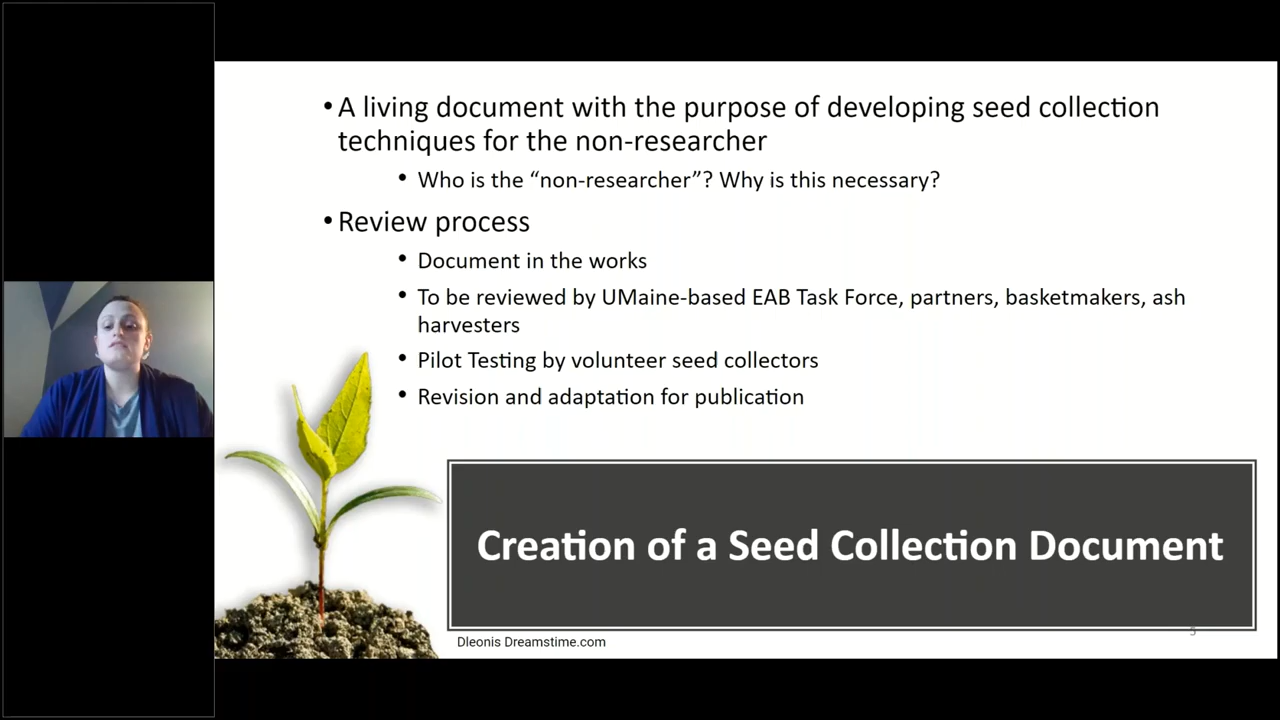 •A living document with the purpose of developing seed collection
techniques for the non-researcher
• Who is the “non-researcher”? Why is this necessary?
•Review process
• Document in the works
• To be reviewed by UMaine-based EAB Task Force, partners, basketmakers, ash
harvesters
• Pilot Testing by volunteer seed collectors
• Revision and adaptation for publication
Creation of a Seed Collection Document
5
Dleonis Dreamstime.com